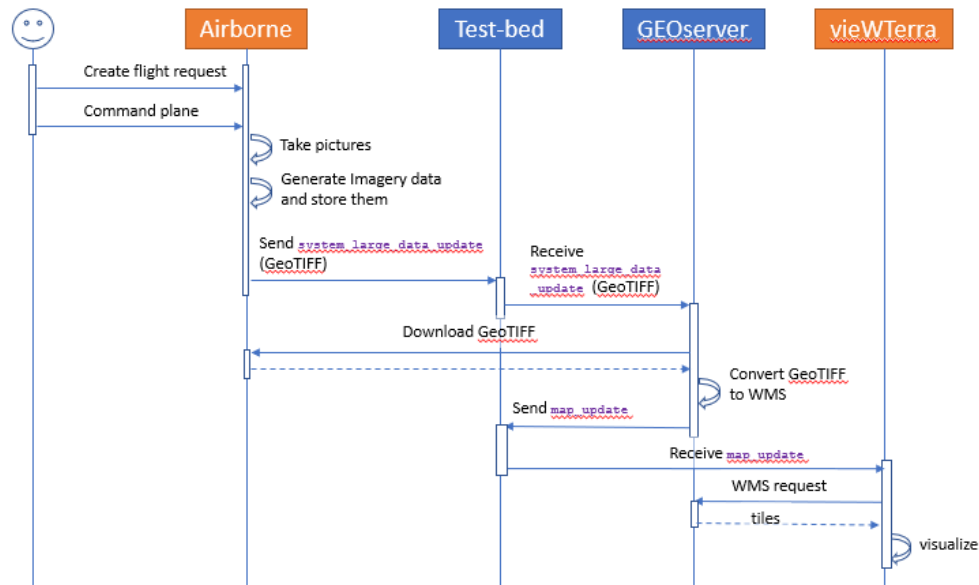 Airborne
Test-bed
GEOserver
vieWTerra
Create flight request
Command plane
Take pictures
Generate Imagery data
and store them
Send system_large_data_update
(GeoTIFF)
Receive
system_large_data
_update (GeoTIFF)
Download GeoTIFF
Convert GeoTIFF
to WMS
Send map_update
Receive map_update
WMS request
tiles
visualize